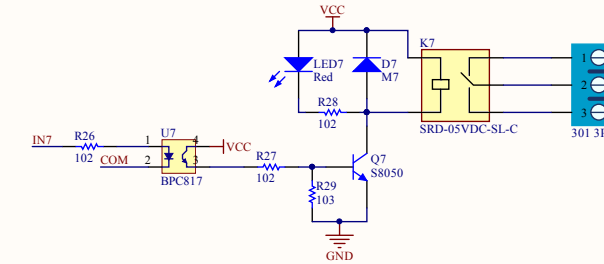 VCC
K7
LED7
Red
D7
M7
1
2
3
R28
102
SRD-05VDC-SL-C
301 3
IN7
R26
102
COM
U7
1
4
2
3
BPC817
VCC
R27
102
Q7
S8050
R29
103
GND